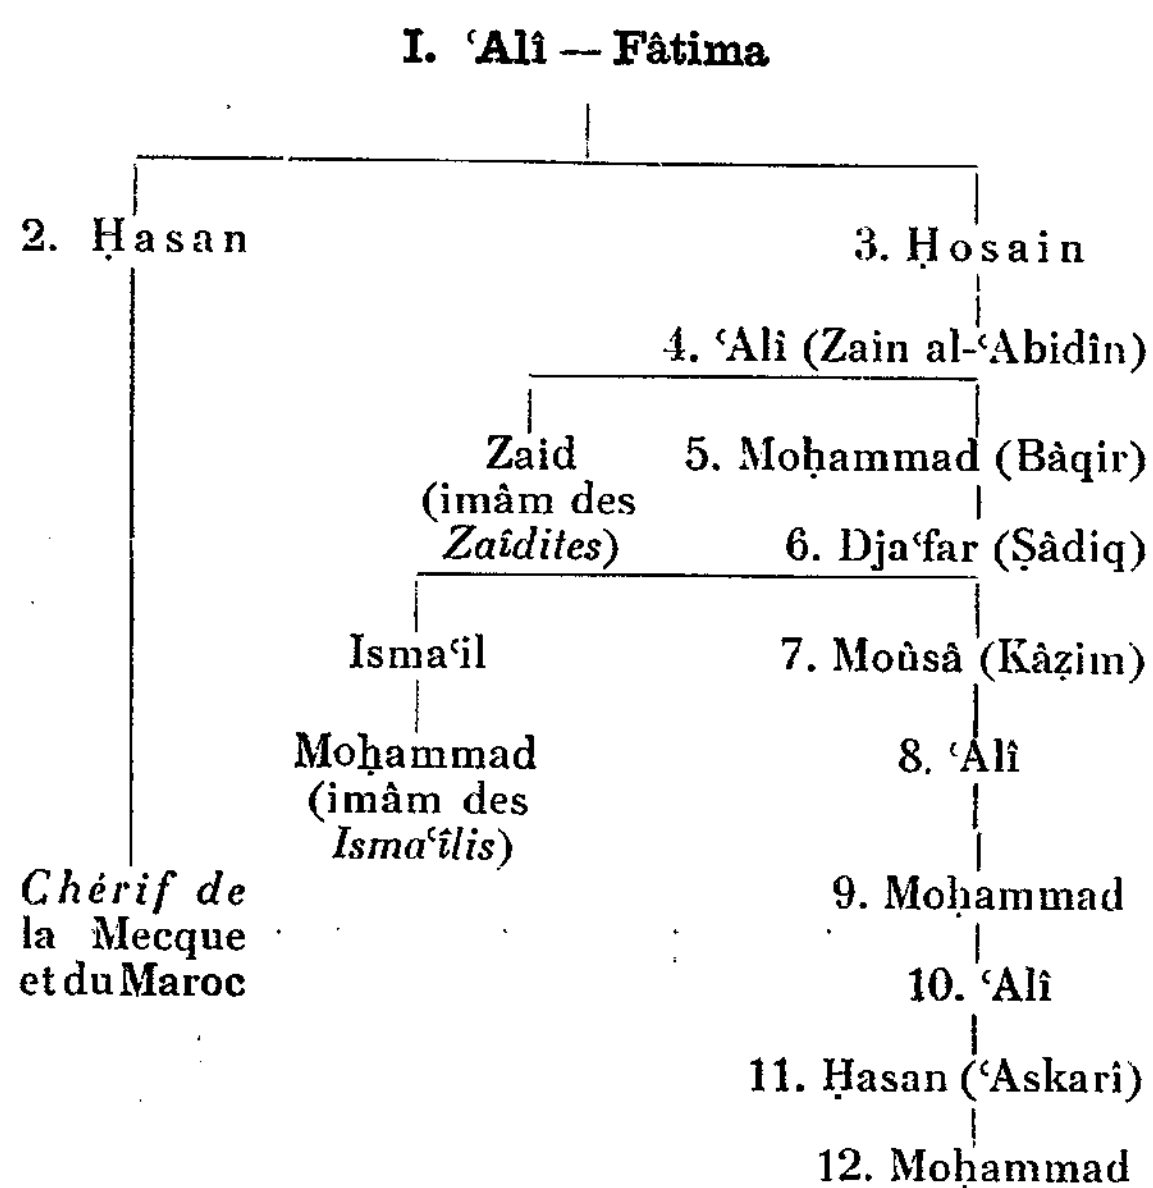 I. ʿAlî — Fâtima
2. Ḥasan
3. Ḥosain
4. ʿAlî (Zain al-ʿAbidîn)
Zaid
(imâm des
Zaîdites)
5. Moḥammad (Bâqir)
6. Djaʿfar (Ṣâdiq)
Ismaʿil
Moḥammad
(imâm des
Ismaʿîlis)
7. Moûsâ (Kâẓim)
8. ʿAlî
9. Moḥammad
10. ʿAlî
11. Ḥasan (ʿAskarî)
12. Moḥammad
Chérif de
la Mecque
et du Maroc